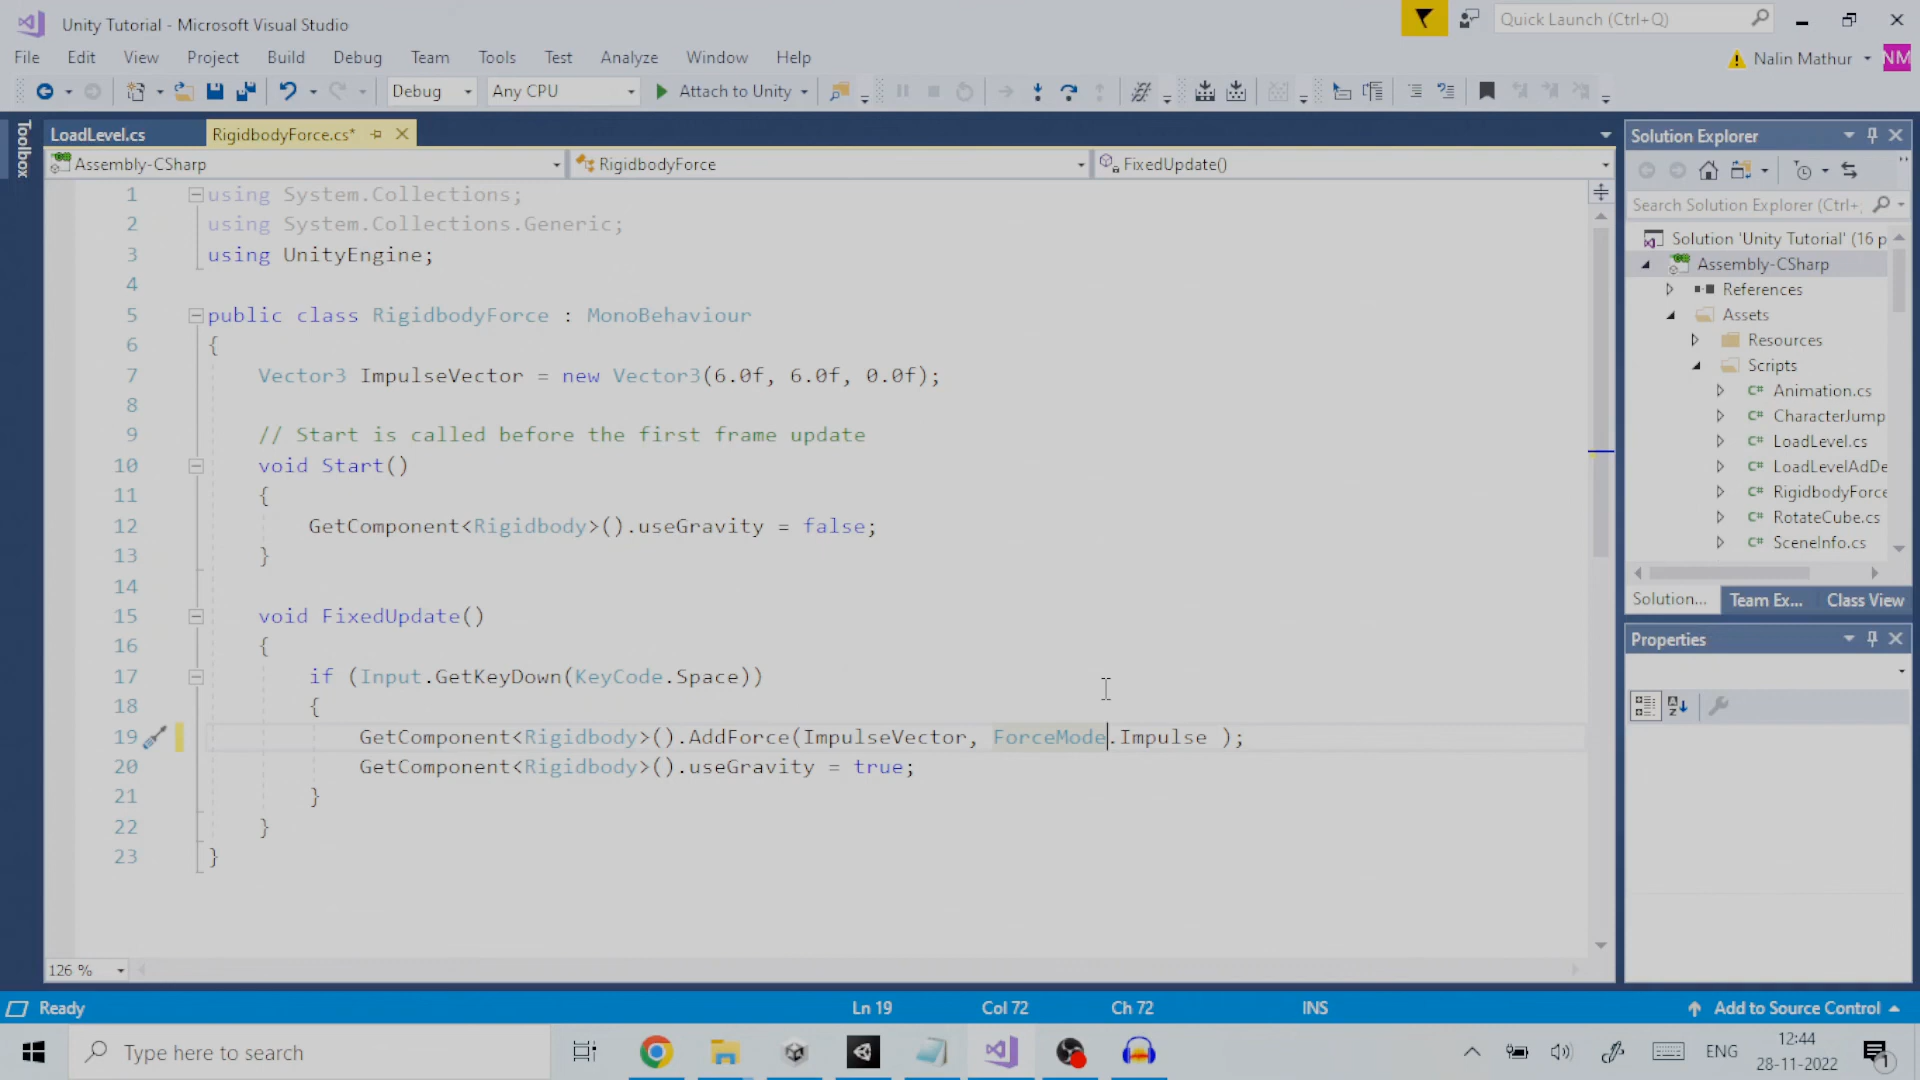 Unity Tutorial - Microsoft Visual Studio
Quick Launch (Ctrl+Q)
File Edit View Project Build Debug Team Tools Test Analyze Window Help
Nalin Mathur NM
Debug Any CPU Attach to Unity
Toolbox
LoadLevel.cs RigidbodyForce.cs*
Assembly-CSharp RigidbodyForce FixedUpdate()
1 using System.Collections;
2 using System.Collections.Generic;
3 using UnityEngine;
4
5 public class RigidbodyForce : MonoBehaviour
6 {
7 Vector3 ImpulseVector = new Vector3(6.0f, 6.0f, 0.0f);
8
9 // Start is called before the first frame update
10 void Start()
11 {
12 GetComponent<Rigidbody>().useGravity = false;
13 }
14
15 void FixedUpdate()
16 {
17 if (Input.GetKeyDown(KeyCode.Space))
18 {
19 GetComponent<Rigidbody>().AddForce(ImpulseVector, ForceMode.Impulse );
20 GetComponent<Rigidbody>().useGravity = true;
21 }
22 }
23 }
126 %
Solution Explorer
Search Solution Explorer (Ctrl+;
Solution 'Unity Tutorial' (16 p
Assembly-CSharp
References
Assets
Resources
Scripts
C# Animation.cs
C# CharacterJump
C# LoadLevel.cs
C# LoadLevelAdDe
C# RigidbodyForce
C# RotateCube.cs
C# SceneInfo.cs
Solution... Team Ex... Class View
Properties
Ready Ln 19 Col 72 Ch 72 INS Add to Source Control
Type here to search
ENG
12:44
28-11-2022
1